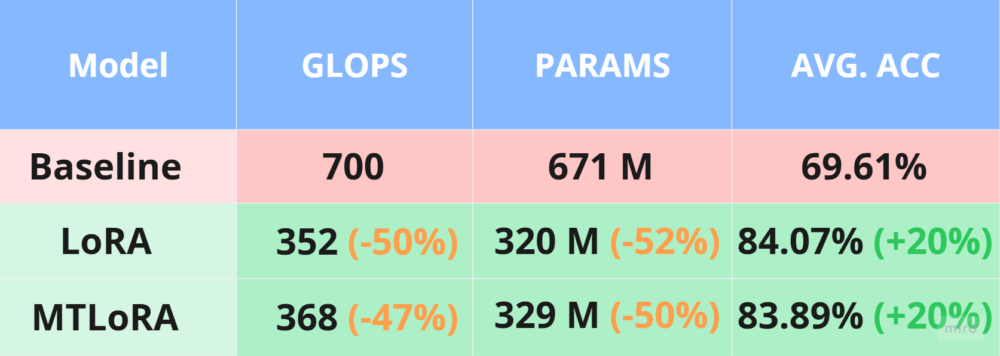 Model GLOPS PARAMS AVG. ACC
Baseline 700 671 M 69.61%
LoRA 352 (-50%) 320 M (-52%) 84.07% (+20%)
MTLoRA 368 (-47%) 329 M (-50%) 83.89% (+20%)
miro